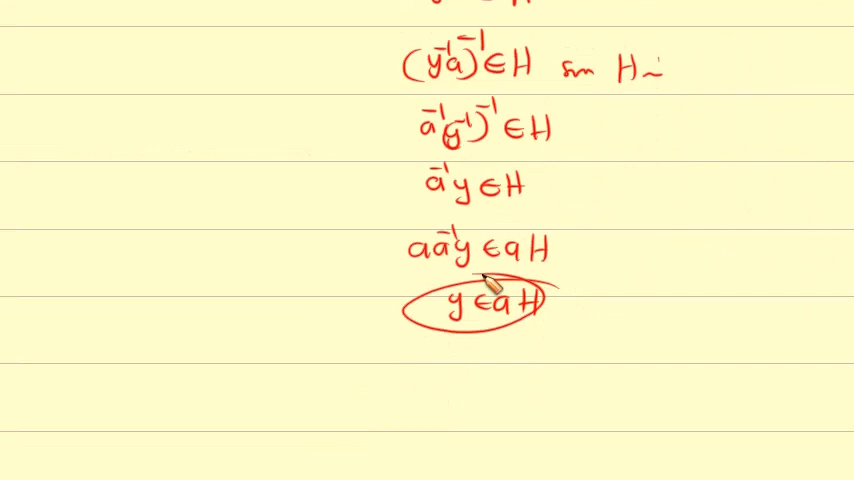 (y⁻¹a)⁻¹ ∈ H H
a⁻¹(y⁻¹)⁻¹ ∈ H
a⁻¹y ∈ H
aa⁻¹y ∈ aH
y ∈ aH